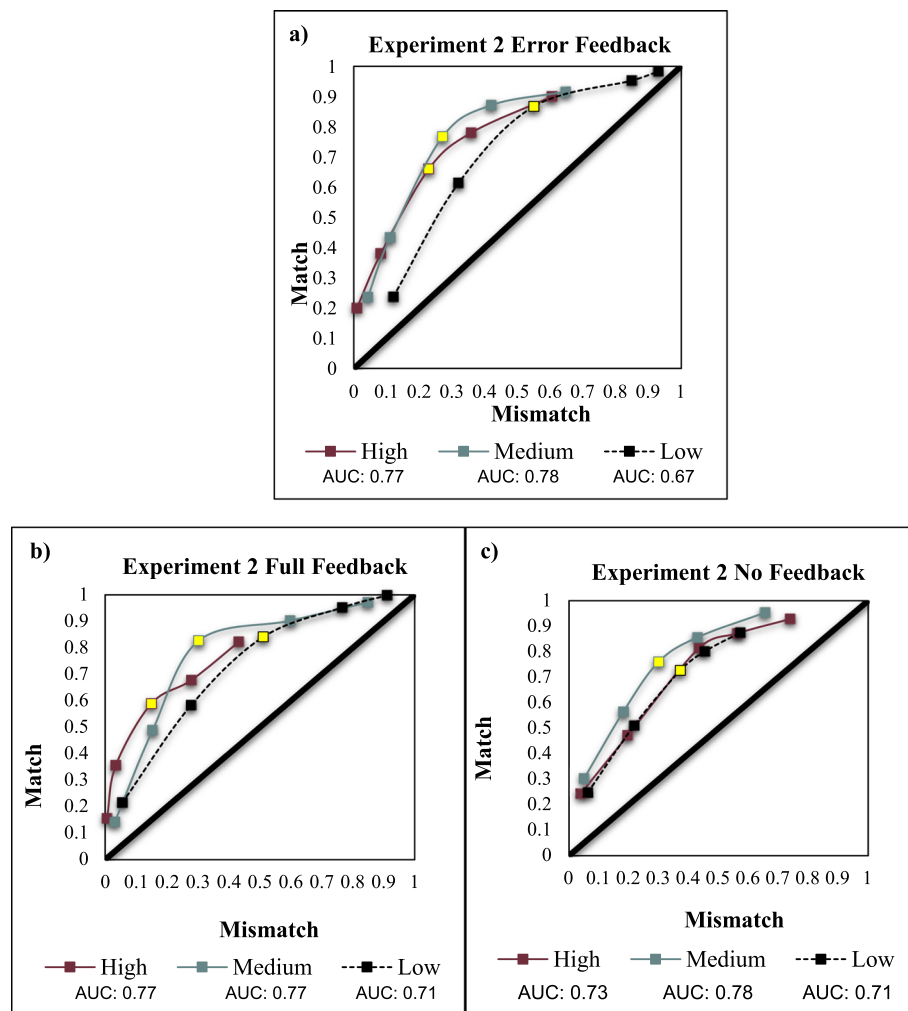 a)
Experiment 2 Error Feedback
1
0.9
0.8
0.7
0.6
0.5
0.4
0.3
0.2
0.1
0
Match
0 0.1 0.2 0.3 0.4 0.5 0.6 0.7 0.8 0.9 1
Mismatch
High Medium Low
AUC: 0.77 AUC: 0.78 AUC: 0.67
b)
Experiment 2 Full Feedback
1
0.9
0.8
0.7
0.6
0.5
0.4
0.3
0.2
0.1
0
Match
0 0.1 0.2 0.3 0.4 0.5 0.6 0.7 0.8 0.9 1
Mismatch
High Medium Low
AUC: 0.77 AUC: 0.77 AUC: 0.71
c)
Experiment 2 No Feedback
1
0.9
0.8
0.7
0.6
0.5
0.4
0.3
0.2
0.1
0
Match
0 0.1 0.2 0.3 0.4 0.5 0.6 0.7 0.8 0.9 1
Mismatch
High Medium Low
AUC: 0.73 AUC: 0.78 AUC: 0.71